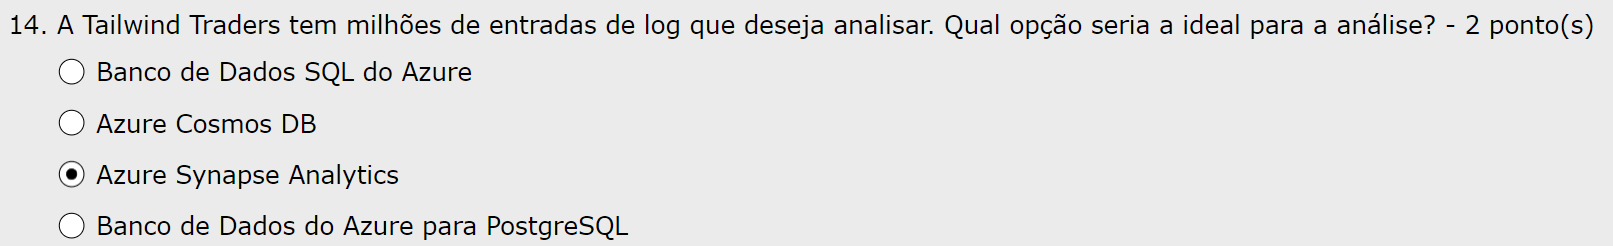 14. A Tailwind Traders tem milhões de entradas de log que deseja analisar. Qual opção seria a ideal para a análise? - 2 ponto(s)
Banco de Dados SQL do Azure
Azure Cosmos DB
Azure Synapse Analytics
Banco de Dados do Azure para PostgreSQL